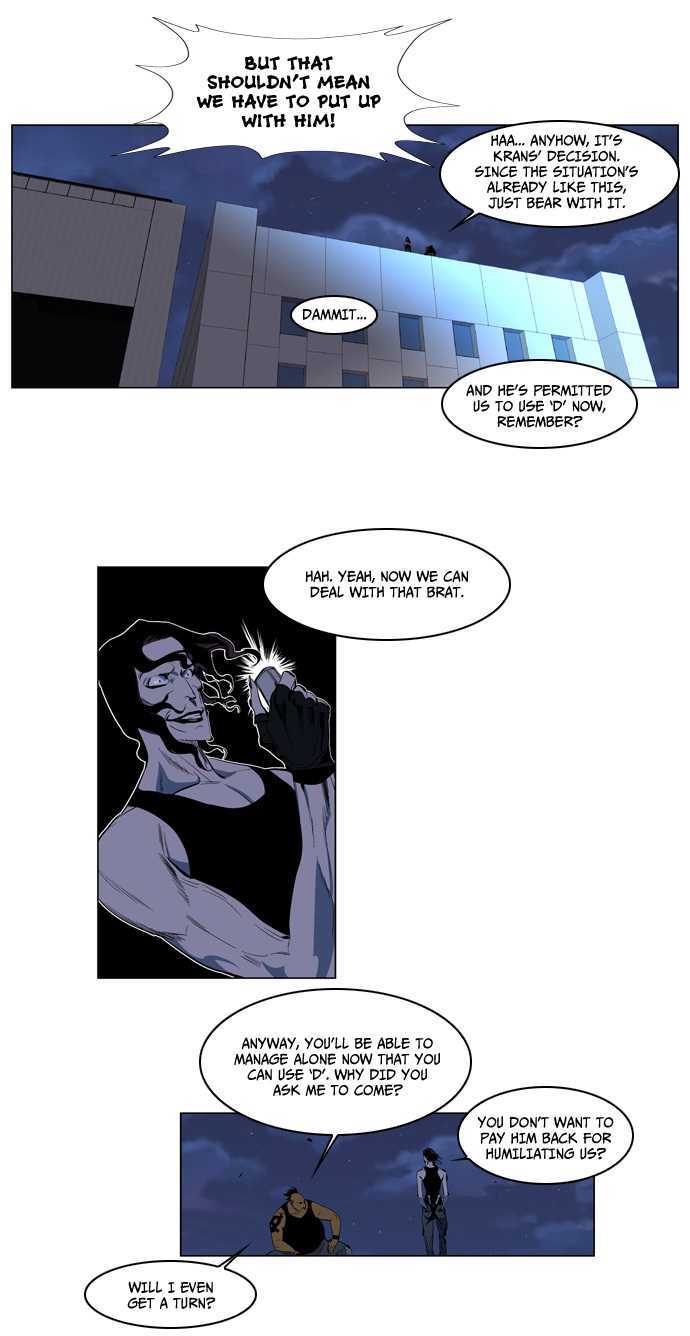 BUT THAT
SHOULDN'T MEAN
WE HAVE TO PUT UP
WITH HIM!
HAA... ANYHOW, IT'S
KRANS' DECISION.
SINCE THE SITUATION'S
ALREADY LIKE THIS,
JUST BEAR WITH IT.
DAMMIT...
AND HE'S PERMITTED
US TO USE 'D' NOW,
REMEMBER?
HAH. YEAH, NOW WE CAN
DEAL WITH THAT BRAT.
ANYWAY, YOU'LL BE ABLE TO
MANAGE ALONE NOW THAT YOU
CAN USE 'D'. WHY DID YOU
ASK ME TO COME?
YOU DON'T WANT TO
PAY HIM BACK FOR
HUMILIATING US?
WILL I EVEN
GET A TURN?